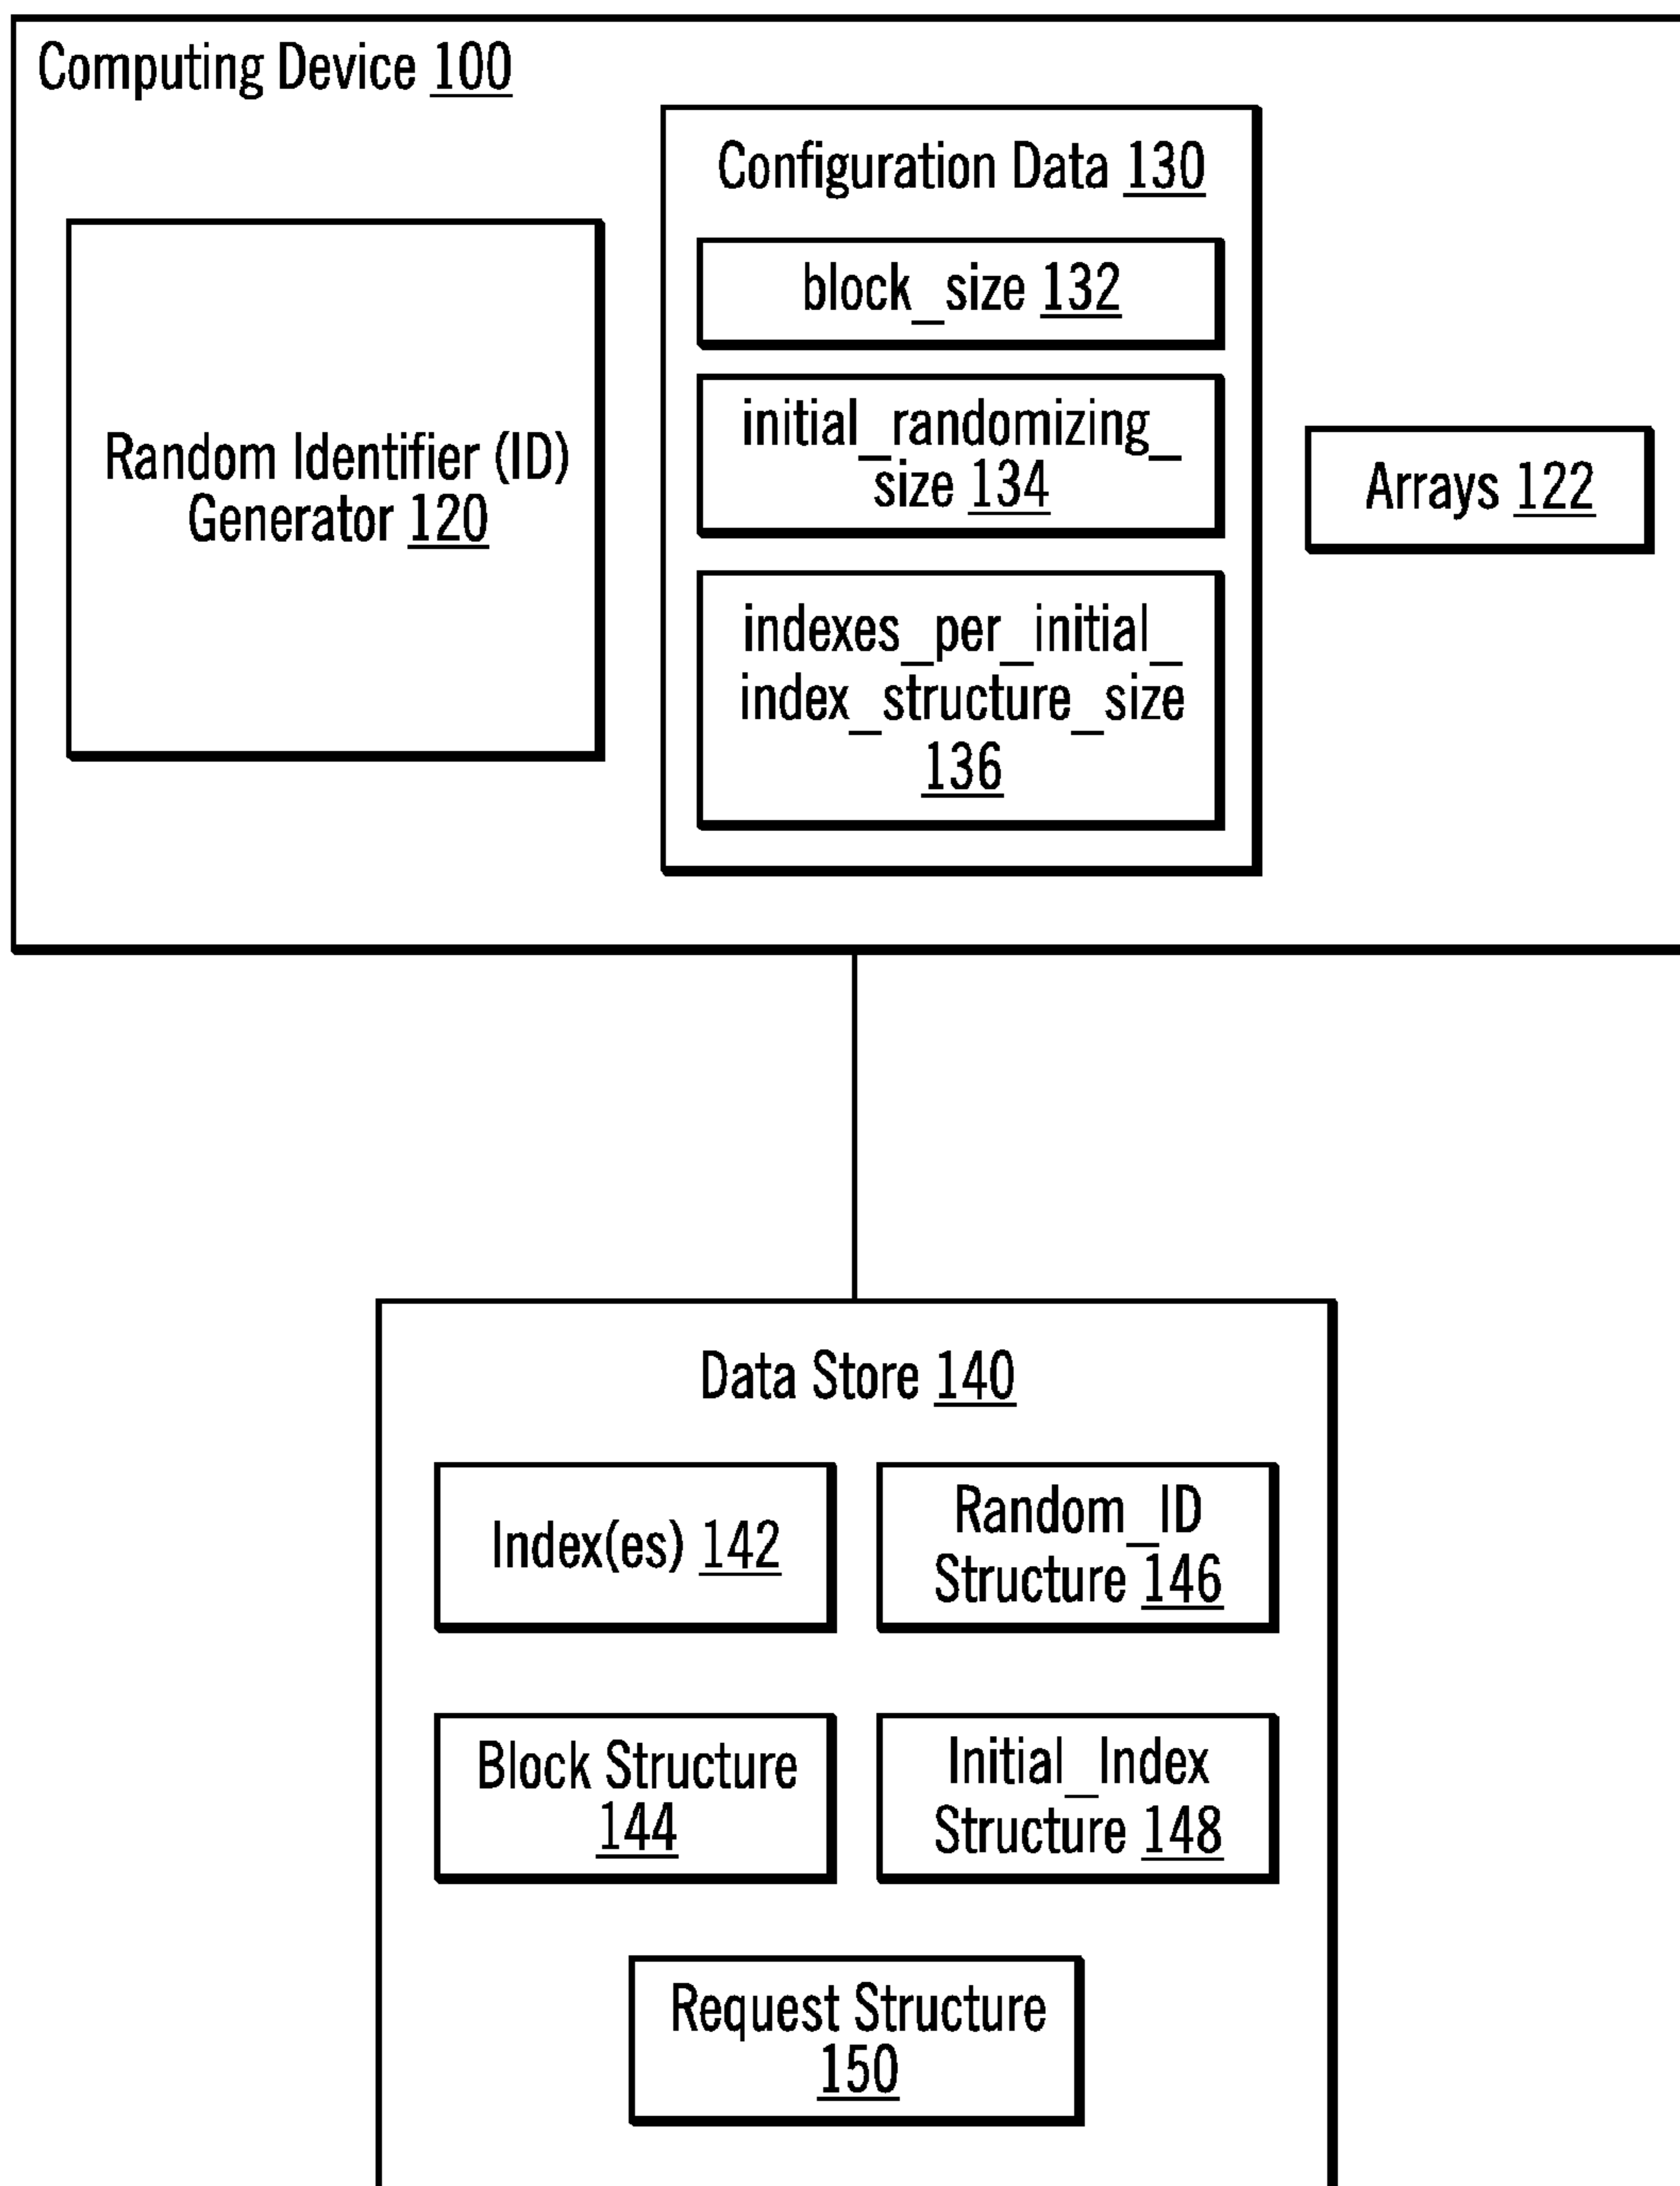 Computing Device 100
Configuration Data 130
block_size 132
initial_randomizing_
size 134
indexes_per_initial_
index_structure_size
136
Random Identifier (ID)
Generator 120
Arrays 122
Data Store 140
Index(es) 142
Random_ID
Structure 146
Block Structure
144
Initial_Index
Structure 148
Request Structure
150